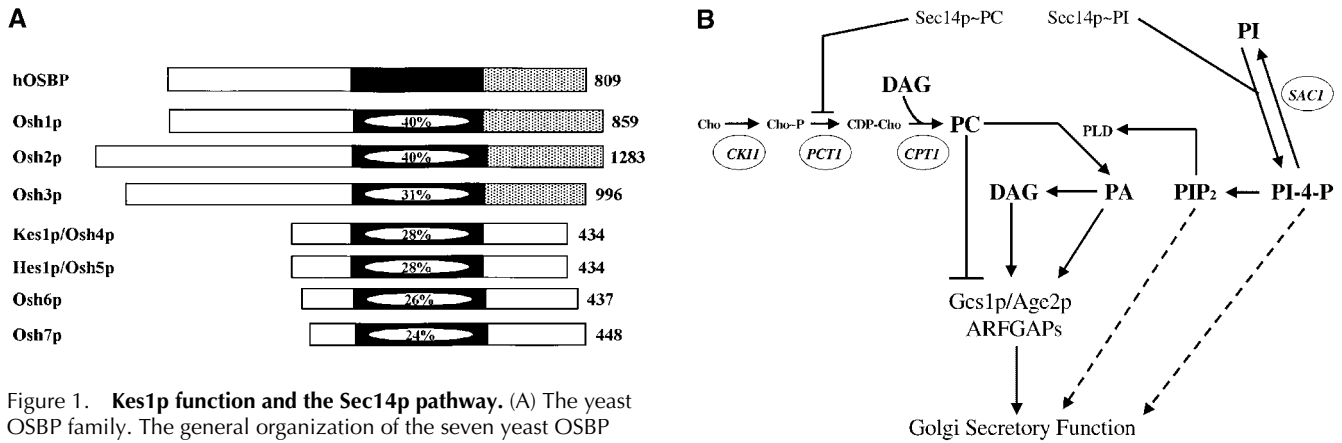 A
hOSBP 809
Osh1p 40% 859
Osh2p 40% 1283
Osh3p 31% 996
Kes1p/Osh4p 28% 434
Hes1p/Osh5p 28% 434
Osh6p 26% 437
Osh7p 24% 448
Figure 1. Kes1p function and the Sec14p pathway. (A) The yeast
OSBP family. The general organization of the seven yeast OSBP
B
Sec14p~PC Sec14p~PI
PI
SAC1
DAG
Cho Cho~P CDP-Cho PC PLD
CKI1 PCT1 CPT1
DAG PA PIP2 PI-4-P
Gcs1p/Age2p
ARFGAPs
Golgi Secretory Function